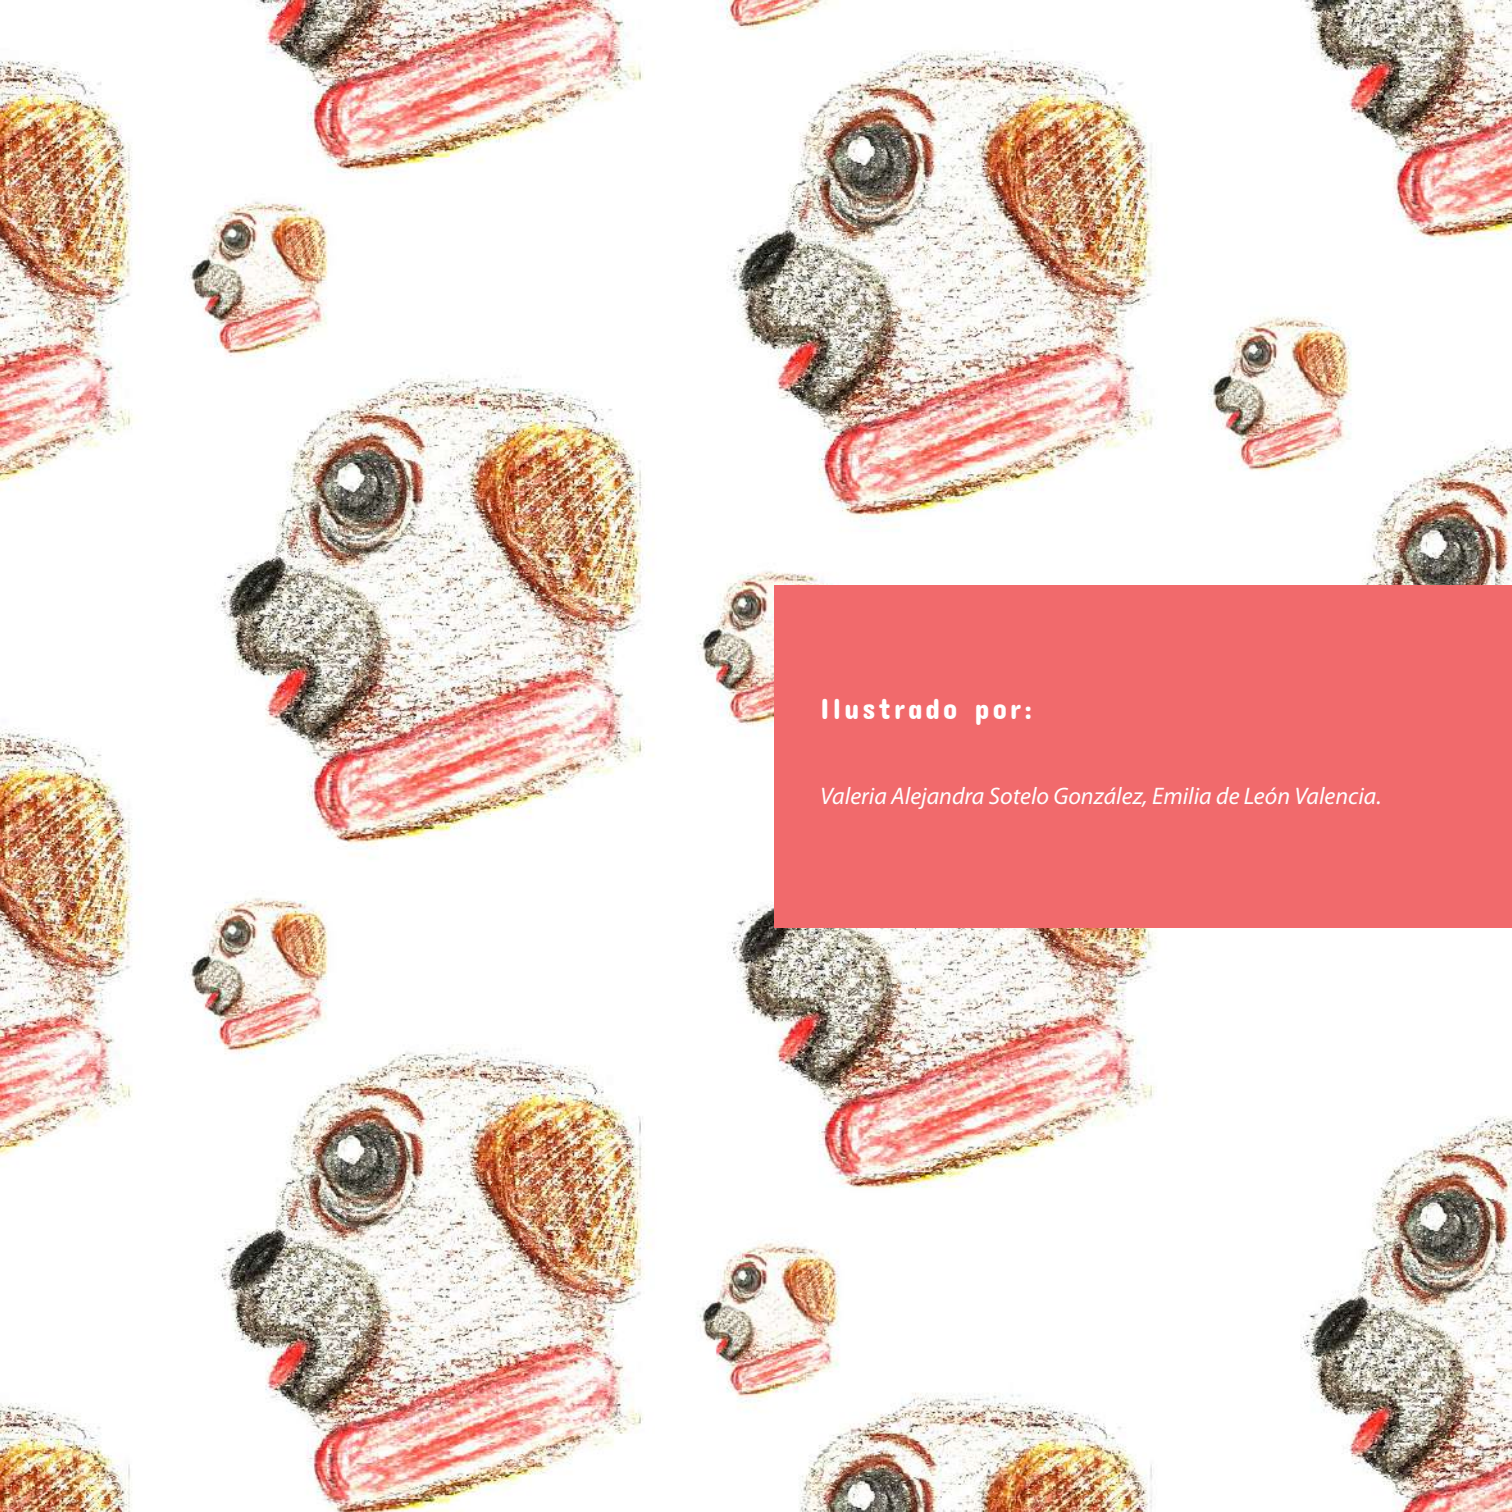 Ilustrado por:
Valeria Alejandra Sotelo González, Emilia de León Valencia.